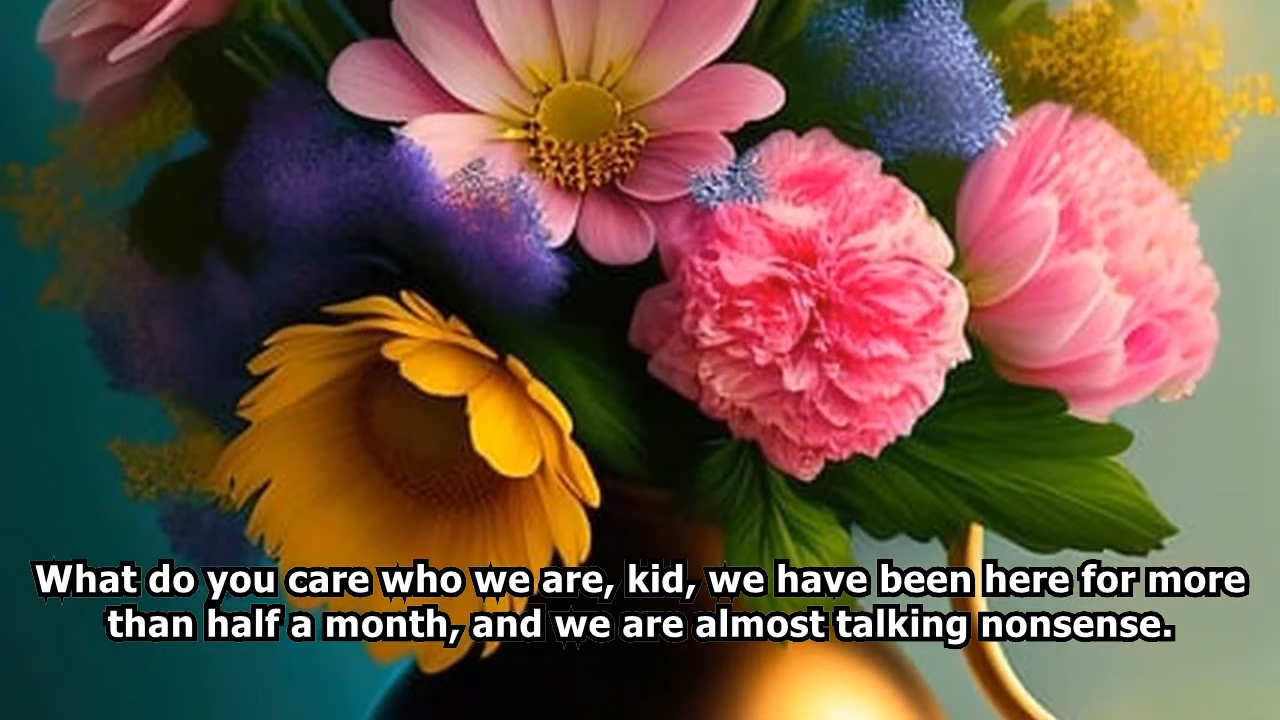 What do you care who we are, kid, we have been here for more
than half a month, and we are almost talking nonsense.